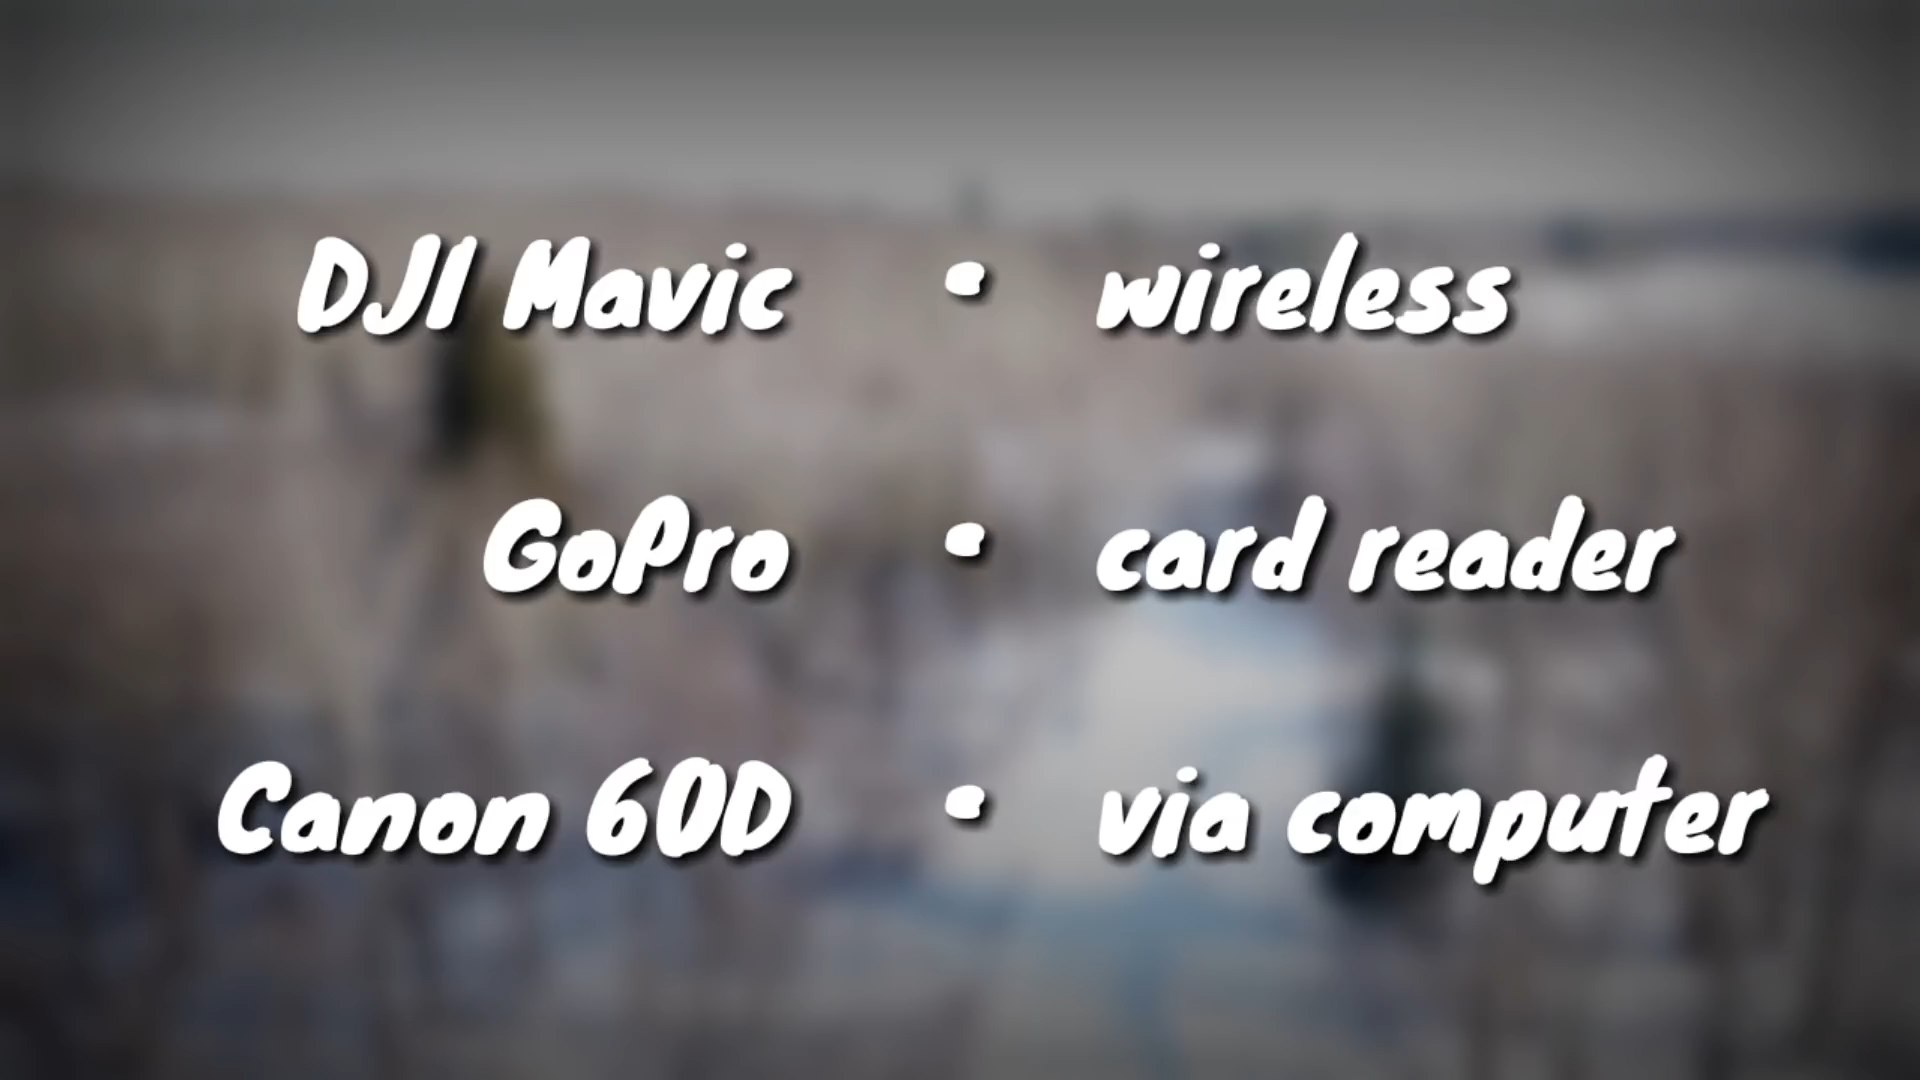 DJI Mavic • wireless
GoPro • card reader
Canon 60D • via computer